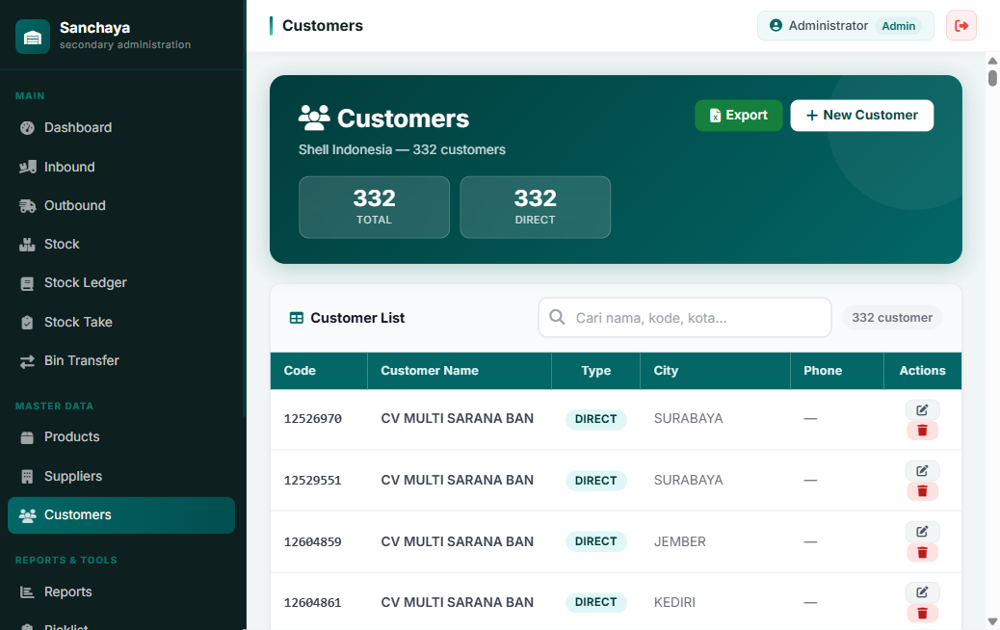 Sanchaya
secondary administration
MAIN
Dashboard
Inbound
Outbound
Stock
Stock Ledger
Stock Take
Bin Transfer
MASTER DATA
Products
Suppliers
Customers
REPORTS & TOOLS
Reports
Picklist
Customers
Administrator Admin
Customers
Export
+ New Customer
Shell Indonesia — 332 customers
332
TOTAL
332
DIRECT
Customer List
Cari nama, kode, kota...
332 customer
Code Customer Name Type City Phone Actions
12526970 CV MULTI SARANA BAN DIRECT SURABAYA —
12529551 CV MULTI SARANA BAN DIRECT SURABAYA —
12604859 CV MULTI SARANA BAN DIRECT JEMBER —
12604861 CV MULTI SARANA BAN DIRECT KEDIRI —